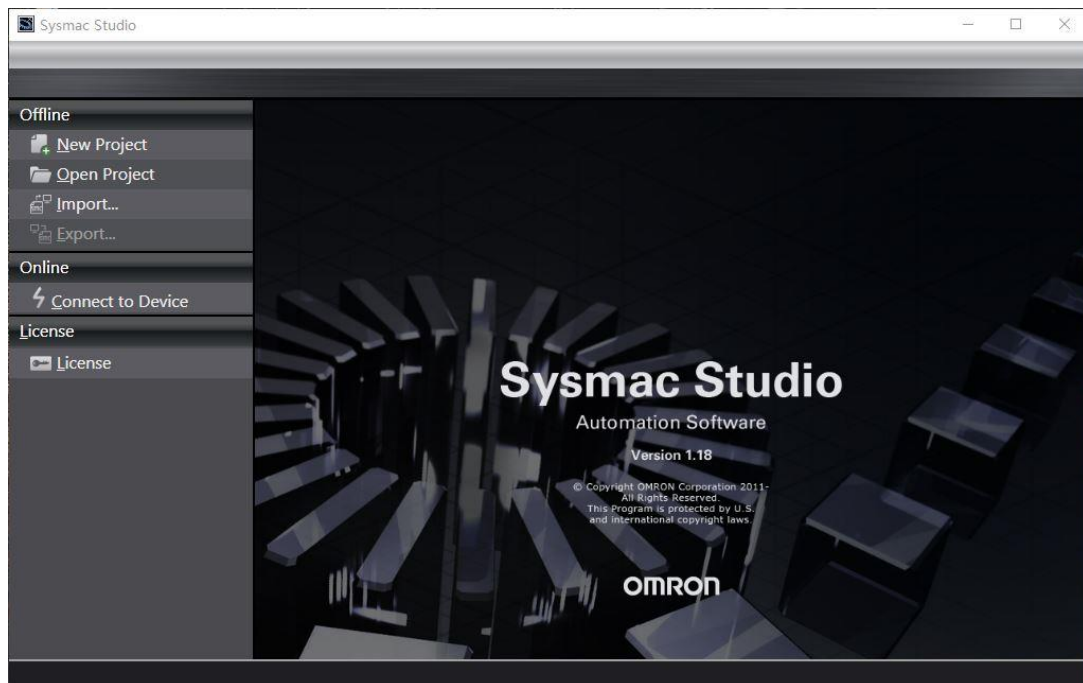 Sysmac Studio
Offline
New Project
Open Project
Import...
Export...
Online
Connect to Device
License
License
Sysmac Studio
Automation Software
Version 1.18
© Copyright OMRON Corporation 2011-
All Rights Reserved.
This Program is protected by U.S.
and international copyright laws.
OMRON